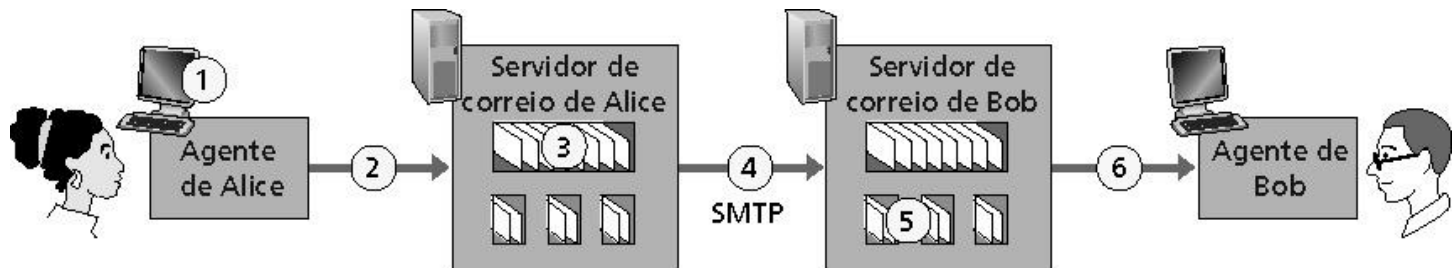 1
Agente
de Alice
2
Servidor de
correio de Alice
3
4
SMTP
Servidor de
correio de Bob
5
6
Agente de
Bob